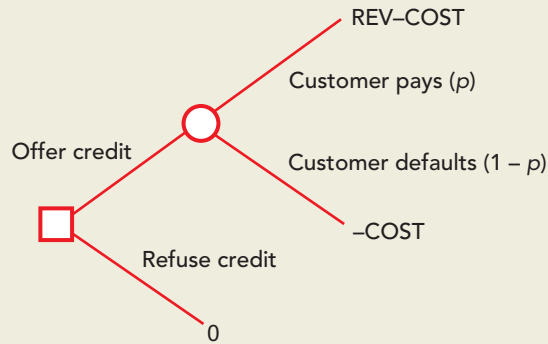 REV–COST
Customer pays (p)
Offer credit
Customer defaults (1 – p)
–COST
Refuse credit
0